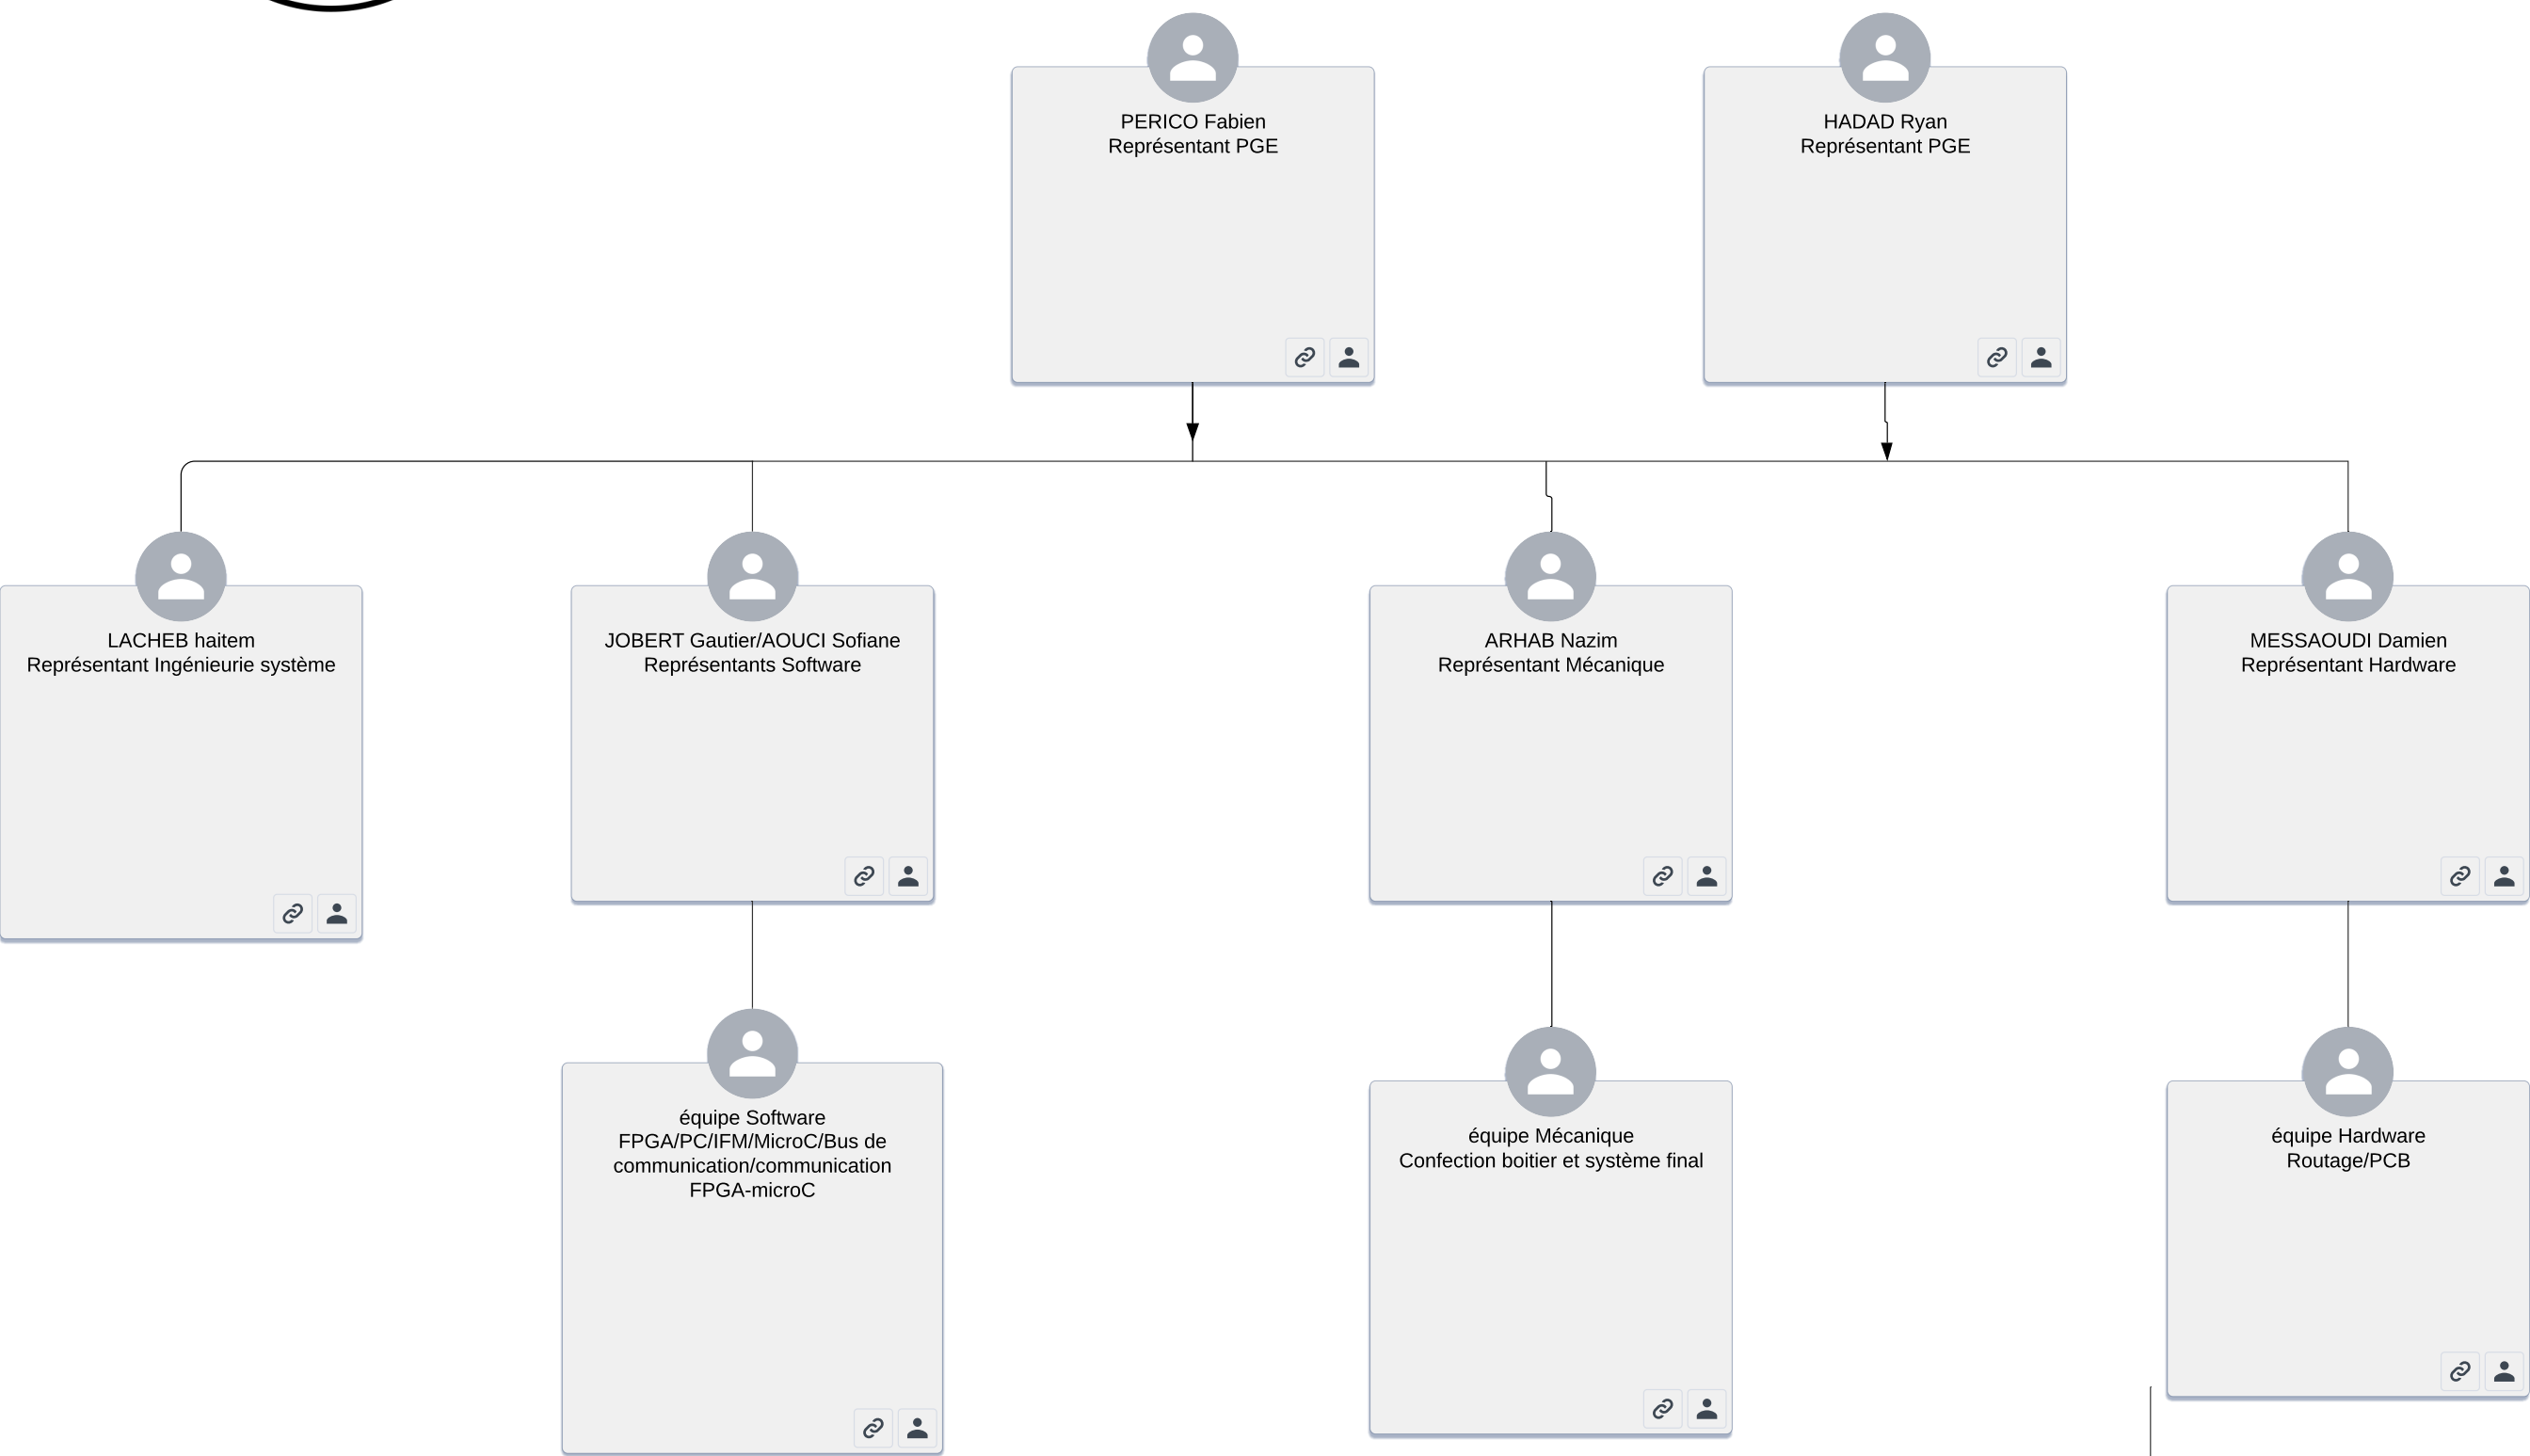 PERICO Fabien
Représentant PGE
HADAD Ryan
Représentant PGE
LACHEB haitem
Représentant Ingénieurie système
JOBERT Gautier/AOUCI Sofiane
Représentants Software
ARHAB Nazim
Représentant Mécanique
MESSAOUDI Damien
Représentant Hardware
équipe Software
FPGA/PC/IFM/MicroC/Bus de
communication/communication
FPGA-microC
équipe Mécanique
Confection boitier et système final
équipe Hardware
Routage/PCB